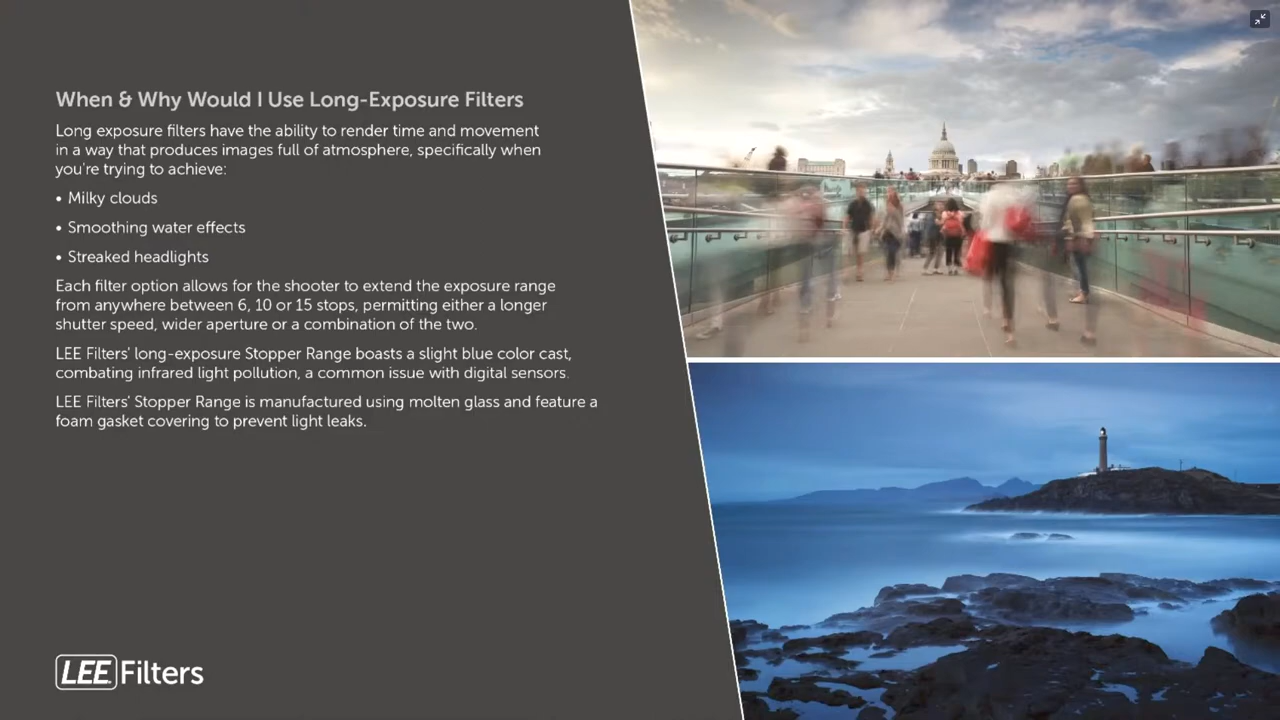 When & Why Would I Use Long-Exposure Filters
Long exposure filters have the ability to render time and movement
in a way that produces images full of atmosphere, specifically when
you're trying to achieve:
• Milky clouds
• Smoothing water effects
• Streaked headlights
Each filter option allows for the shooter to extend the exposure range
from anywhere between 6, 10 or 15 stops, permitting either a longer
shutter speed, wider aperture or a combination of the two.
LEE Filters' long-exposure Stopper Range boasts a slight blue color cast,
combating infrared light pollution, a common issue with digital sensors.
LEE Filters' Stopper Range is manufactured using molten glass and feature a
foam gasket covering to prevent light leaks.
LEE Filters